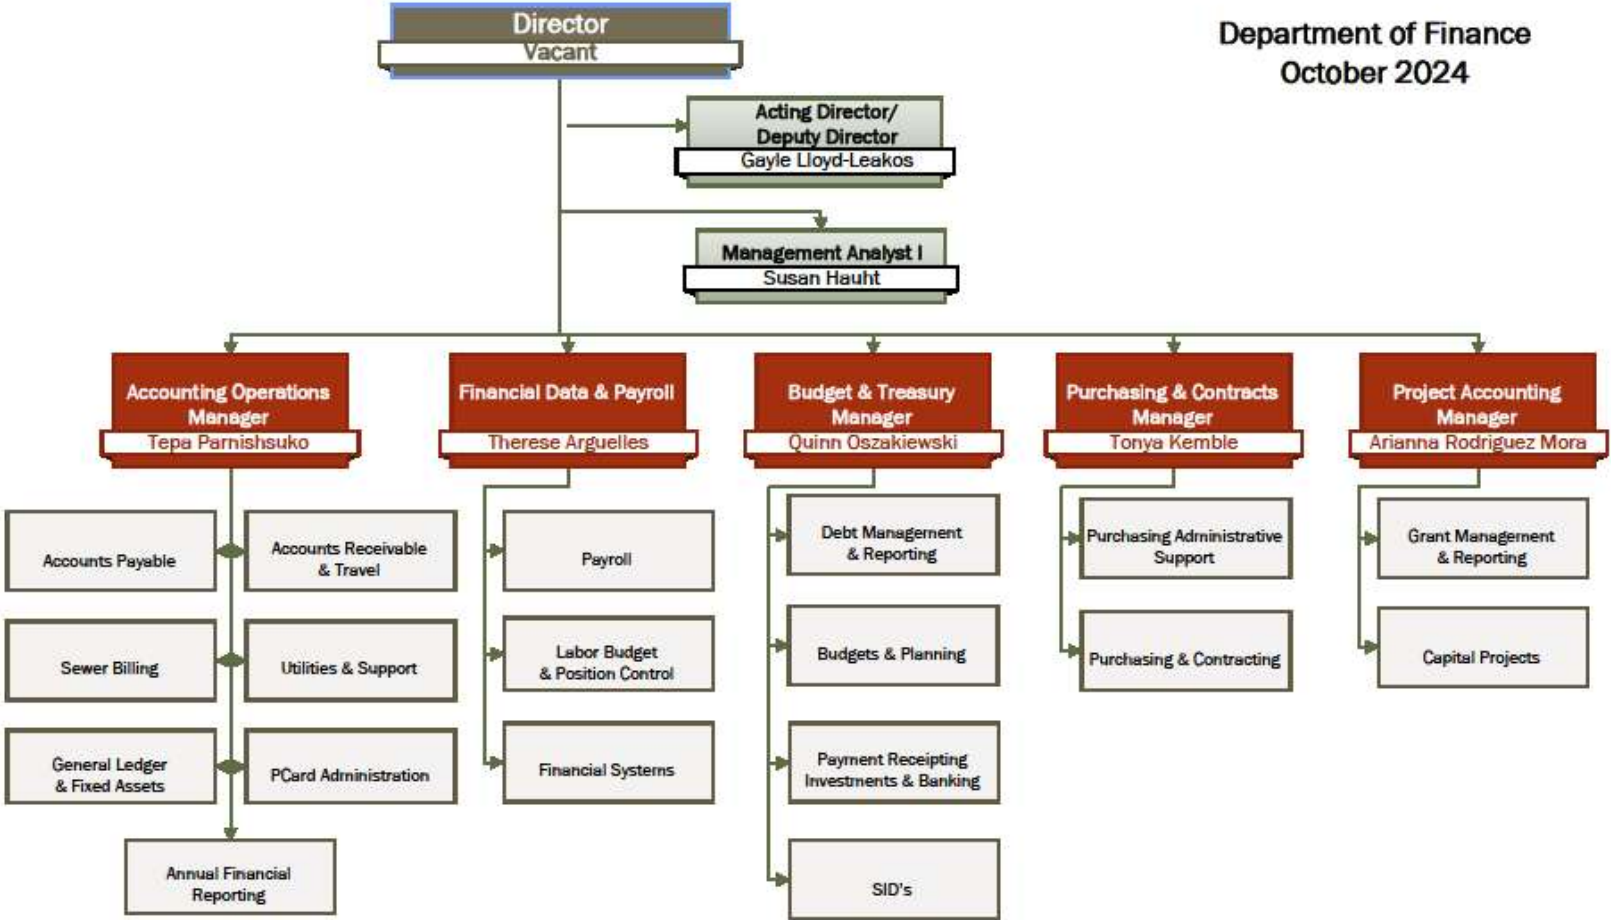 Director
Vacant
Department of Finance
October 2024
Acting Director/
Deputy Director
Gayle Lloyd-Leakos
Management Analyst I
Susan Hauht
Accounting Operations
Manager
Tepa Parnishsuko
Financial Data & Payroll
Therese Arguelles
Budget & Treasury
Manager
Quinn Oszakiewski
Purchasing & Contracts
Manager
Tonya Kemble
Project Accounting
Manager
Arianna Rodriguez Mora
Accounts Payable
Accounts Receivable
& Travel
Sewer Billing
Utilities & Support
General Ledger
& Fixed Assets
PCard Administration
Annual Financial
Reporting
Payroll
Labor Budget
& Position Control
Financial Systems
Debt Management
& Reporting
Budgets & Planning
Payment Receipting
Investments & Banking
SID's
Purchasing Administrative
Support
Purchasing & Contracting
Grant Management
& Reporting
Capital Projects